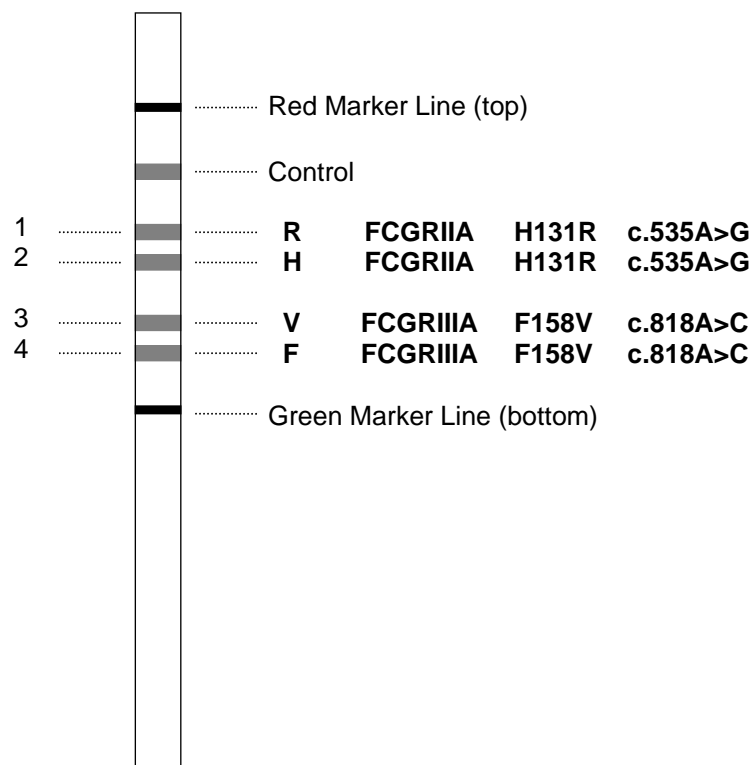 Red Marker Line (top)
Control
1 R FCGRIIA H131R c.535A>G
2 H FCGRIIA H131R c.535A>G
3 V FCGRIIIA F158V c.818A>C
4 F FCGRIIIA F158V c.818A>C
Green Marker Line (bottom)